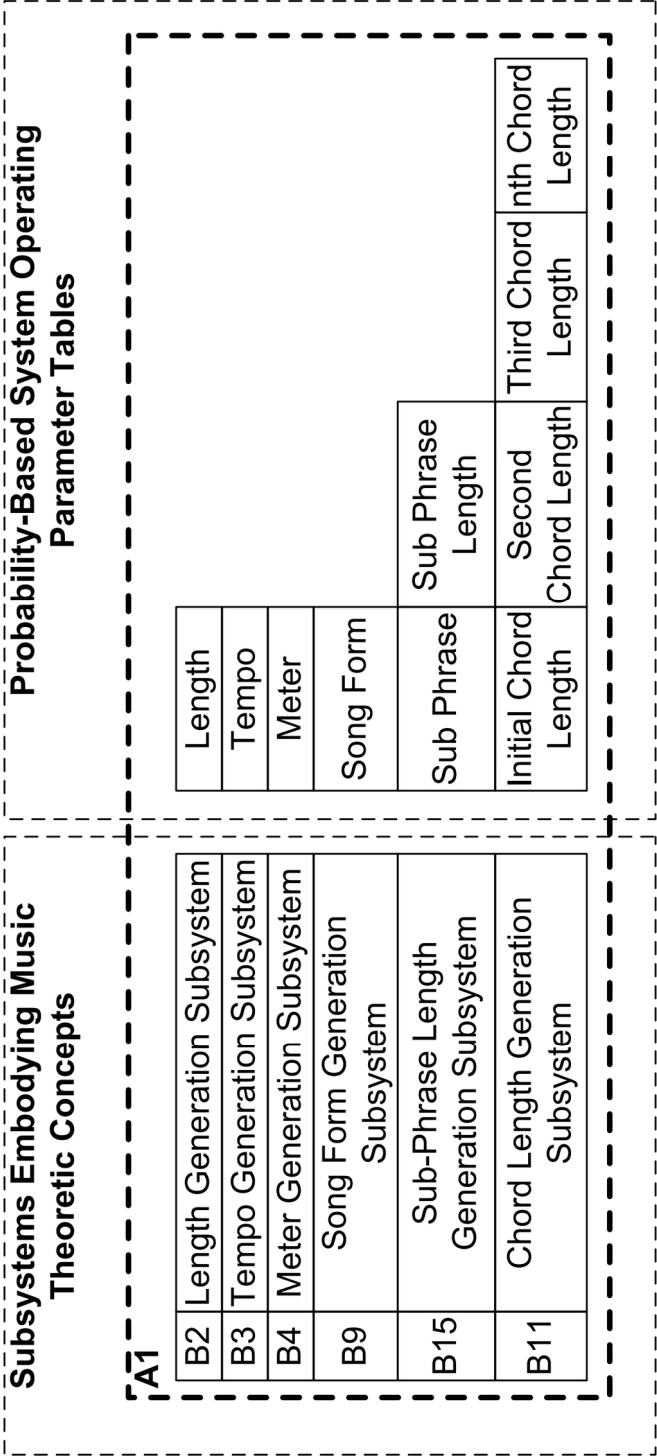 Subsystems Embodying Music
Theoretic Concepts
Probability-Based System Operating
Parameter Tables
A1
B2
Length Generation Subsystem
Length
B3
Tempo Generation Subsystem
Tempo
B4
Meter Generation Subsystem
Meter
B9
Song Form Generation
Subsystem
Song Form
B15
Sub-Phrase Length
Generation Subsystem
Sub Phrase
Sub Phrase
Length
B11
Chord Length Generation
Subsystem
Initial Chord
Length
Second
Chord Length
Third Chord
Length
nth Chord
Length